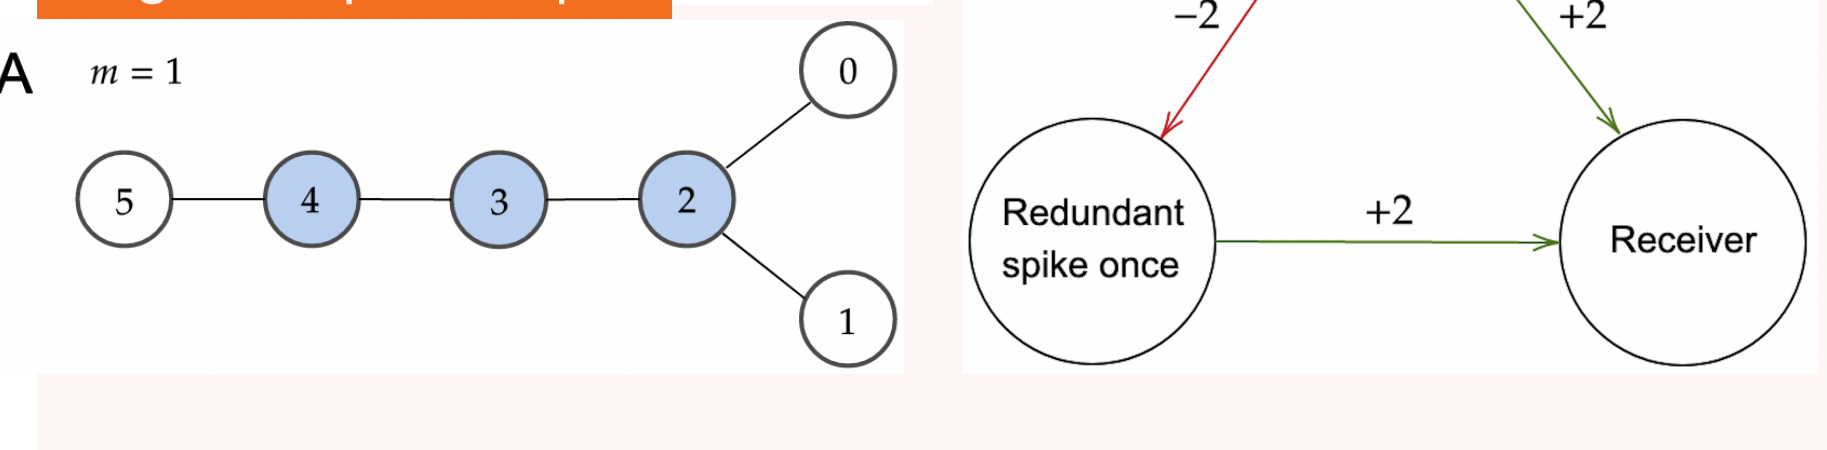 A
m = 1
0
5
4
3
2
1
−2
+2
Redundant
spike once
+2
Receiver